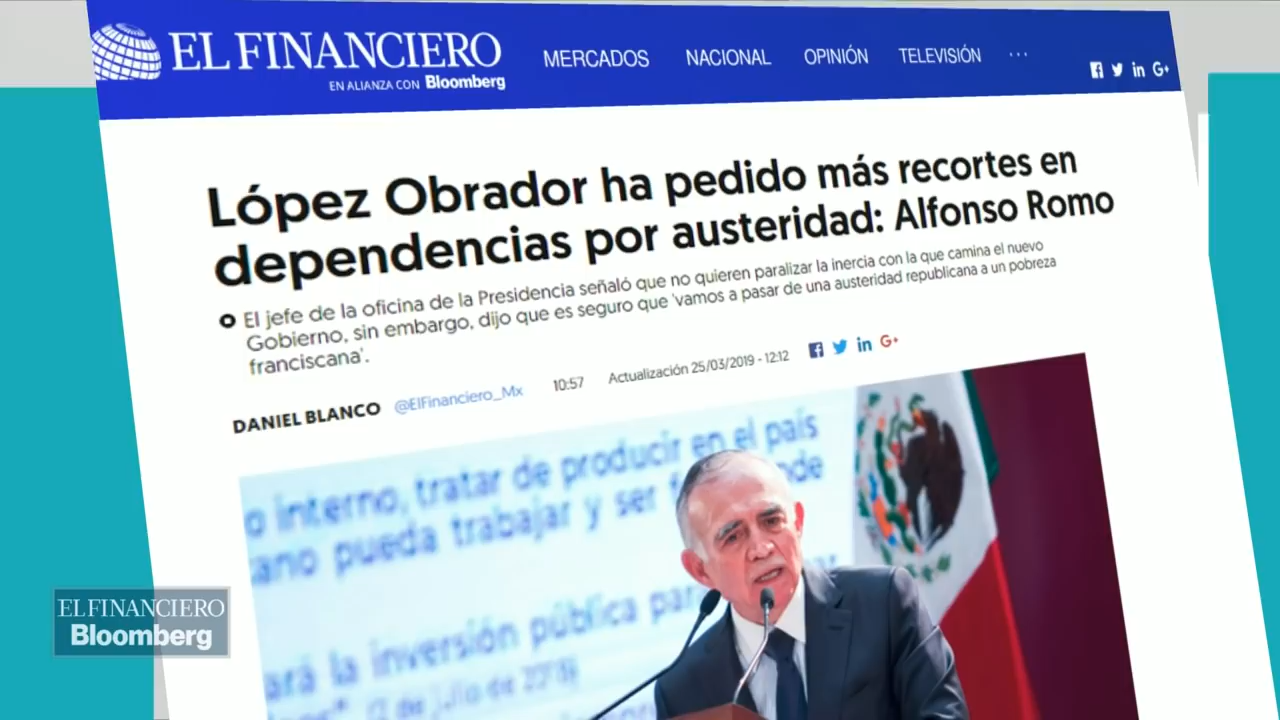 EL FINANCIERO
EN ALIANZA CON Bloomberg
MERCADOS NACIONAL OPINIÓN TELEVISIÓN ...
López Obrador ha pedido más recortes en
dependencias por austeridad: Alfonso Romo
El jefe de la oficina de la Presidencia señaló que no quieren paralizar la inercia con la que camina el nuevo
Gobierno, sin embargo, dijo que es seguro que 'vamos a pasar de una austeridad republicana a un pobreza
franciscana'.
DANIEL BLANCO @ElFinanciero_Mx 10:57 Actualización 25/03/2019 - 12:12
o interno, tratar de producir en el país
ano pueda trabajar y ser
ará la inversión pública para
EL FINANCIERO
Bloomberg